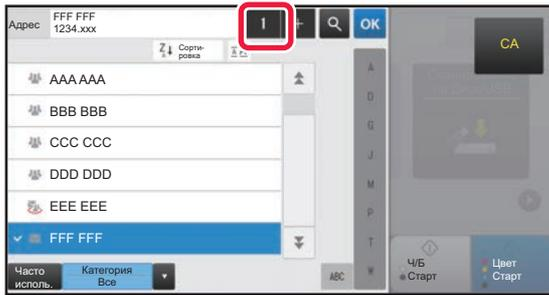 Адрес FFF FFF
1234.xxx
1
+
OK
CA
Сорти-
ровка
AAA AAA
BBB BBB
CCC CCC
DDD DDD
EEE EEE
FFF FFF
A
D
G
J
M
P
T
W
ABC
Часто
исполь.
Категория
Все
Ч/Б
Старт
Цвет
Старт